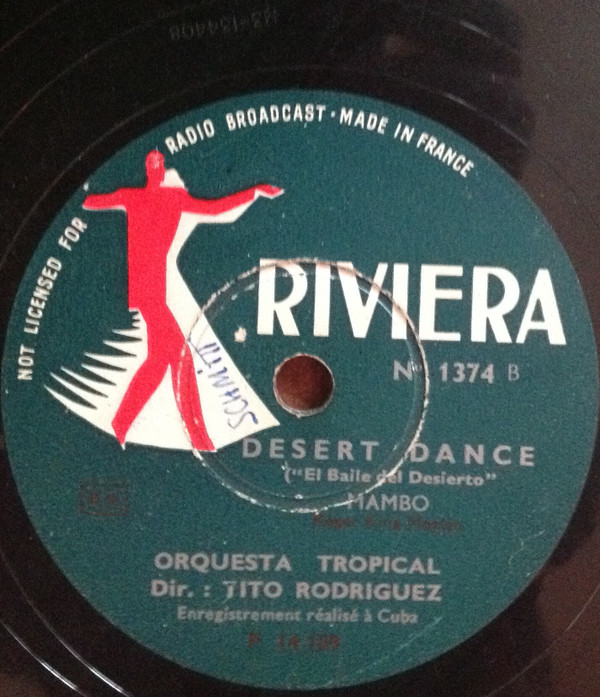 NOT LICENSED FOR RADIO BROADCAST · MADE IN FRANCE
RIVIERA
N° 1374 B
SCHMITT
DESERT DANCE
("El Baile del Desierto"
MAMBO
ORQUESTA TROPICAL
Dir. : TITO RODRIGUEZ
Enregistrement réalisé à Cuba